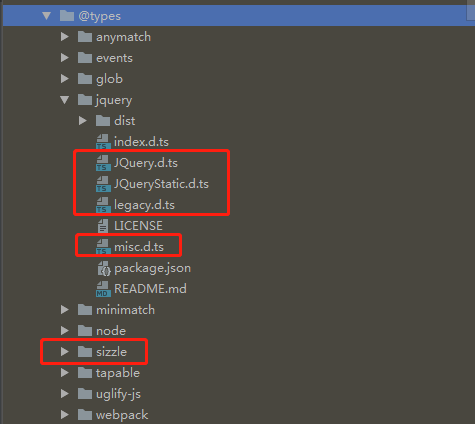 @types
anymatch
events
glob
jquery
dist
index.d.ts
JQuery.d.ts
JQueryStatic.d.ts
legacy.d.ts
LICENSE
misc.d.ts
package.json
README.md
minimatch
node
sizzle
tapable
uglify-js
webpack